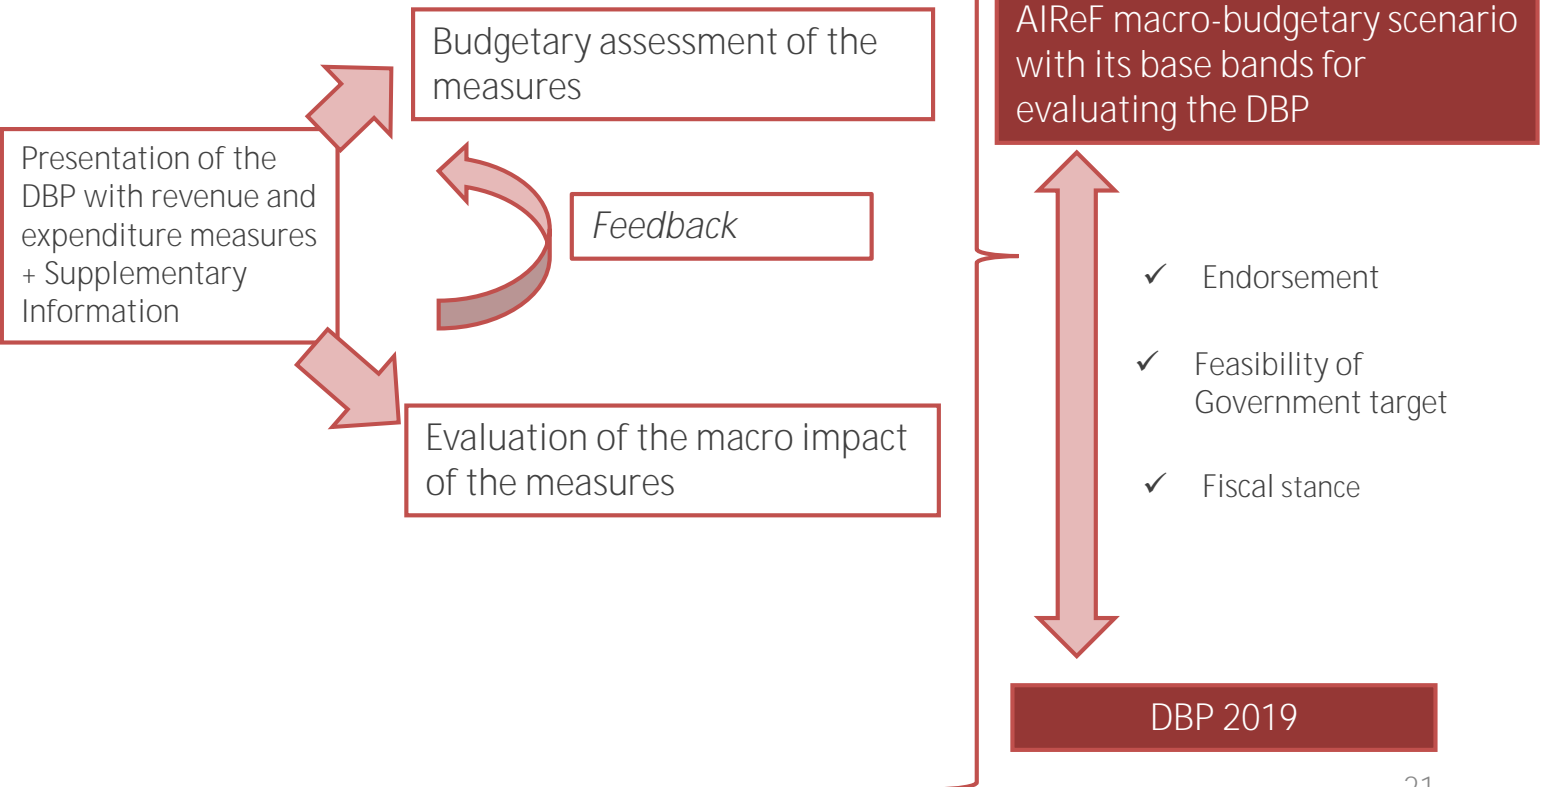 Budgetary assessment of the
measures
Presentation of the
DBP with revenue and
expenditure measures
+ Supplementary
Information
Feedback
Evaluation of the macro impact
of the measures
AIReF macro-budgetary scenario
with its base bands for
evaluating the DBP
✓ Endorsement
✓ Feasibility of
Government target
✓ Fiscal stance
DBP 2019
21